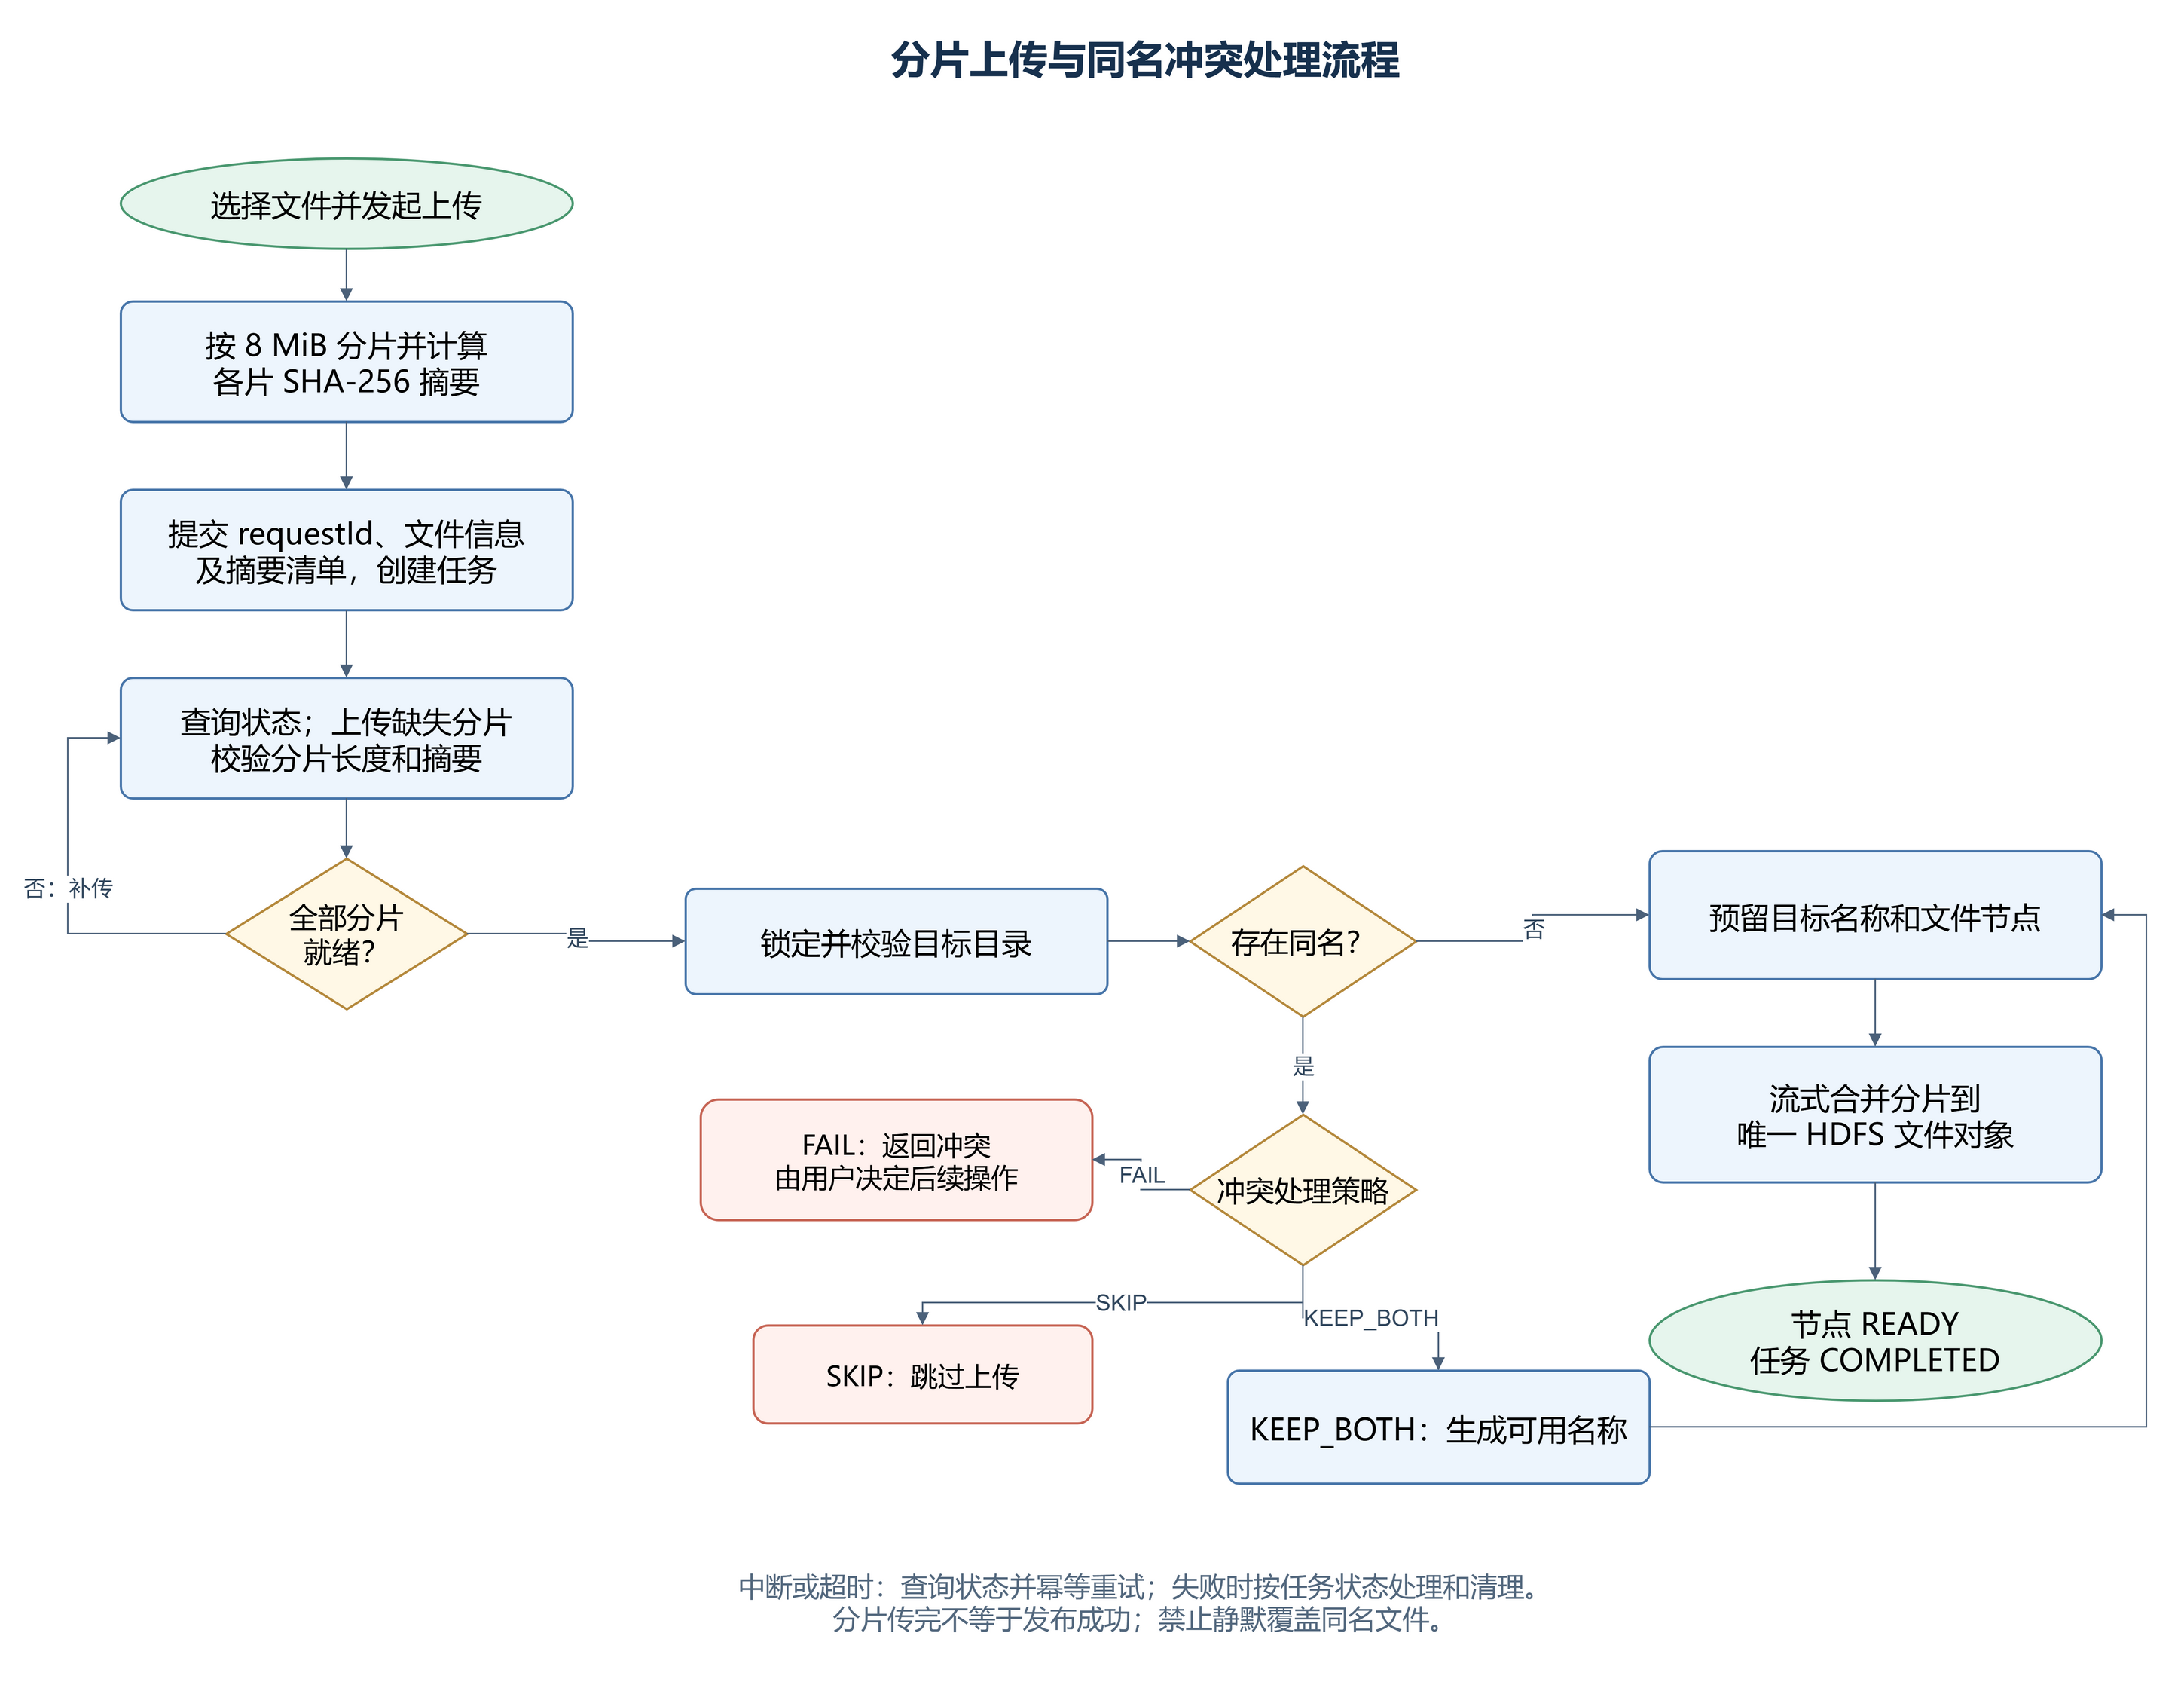 分片上传与同名冲突处理流程
选择文件并发起上传
按 8 MiB 分片并计算
各片 SHA-256 摘要
提交 requestId、文件信息
及摘要清单，创建任务
查询状态；上传缺失分片
校验分片长度和摘要
否：补传
全部分片
就绪？
是
锁定并校验目标目录
存在同名？
否
预留目标名称和文件节点
是
流式合并分片到
唯一 HDFS 文件对象
FAIL：返回冲突
由用户决定后续操作
FAIL
冲突处理策略
SKIP
KEEP_BOTH
节点 READY
任务 COMPLETED
SKIP：跳过上传
KEEP_BOTH：生成可用名称
中断或超时：查询状态并幂等重试；失败时按任务状态处理和清理。
分片传完不等于发布成功；禁止静默覆盖同名文件。